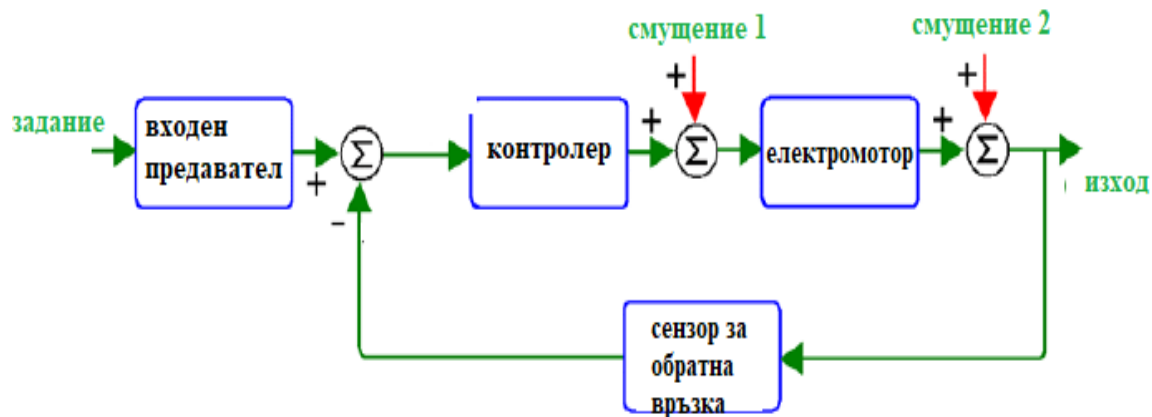 смущение 1
смущение 2
задание
входен
предавател
+
-
Σ
контролер
+
+
Σ
електромотор
+
+
Σ
изход
сензор за
обратна
връзка